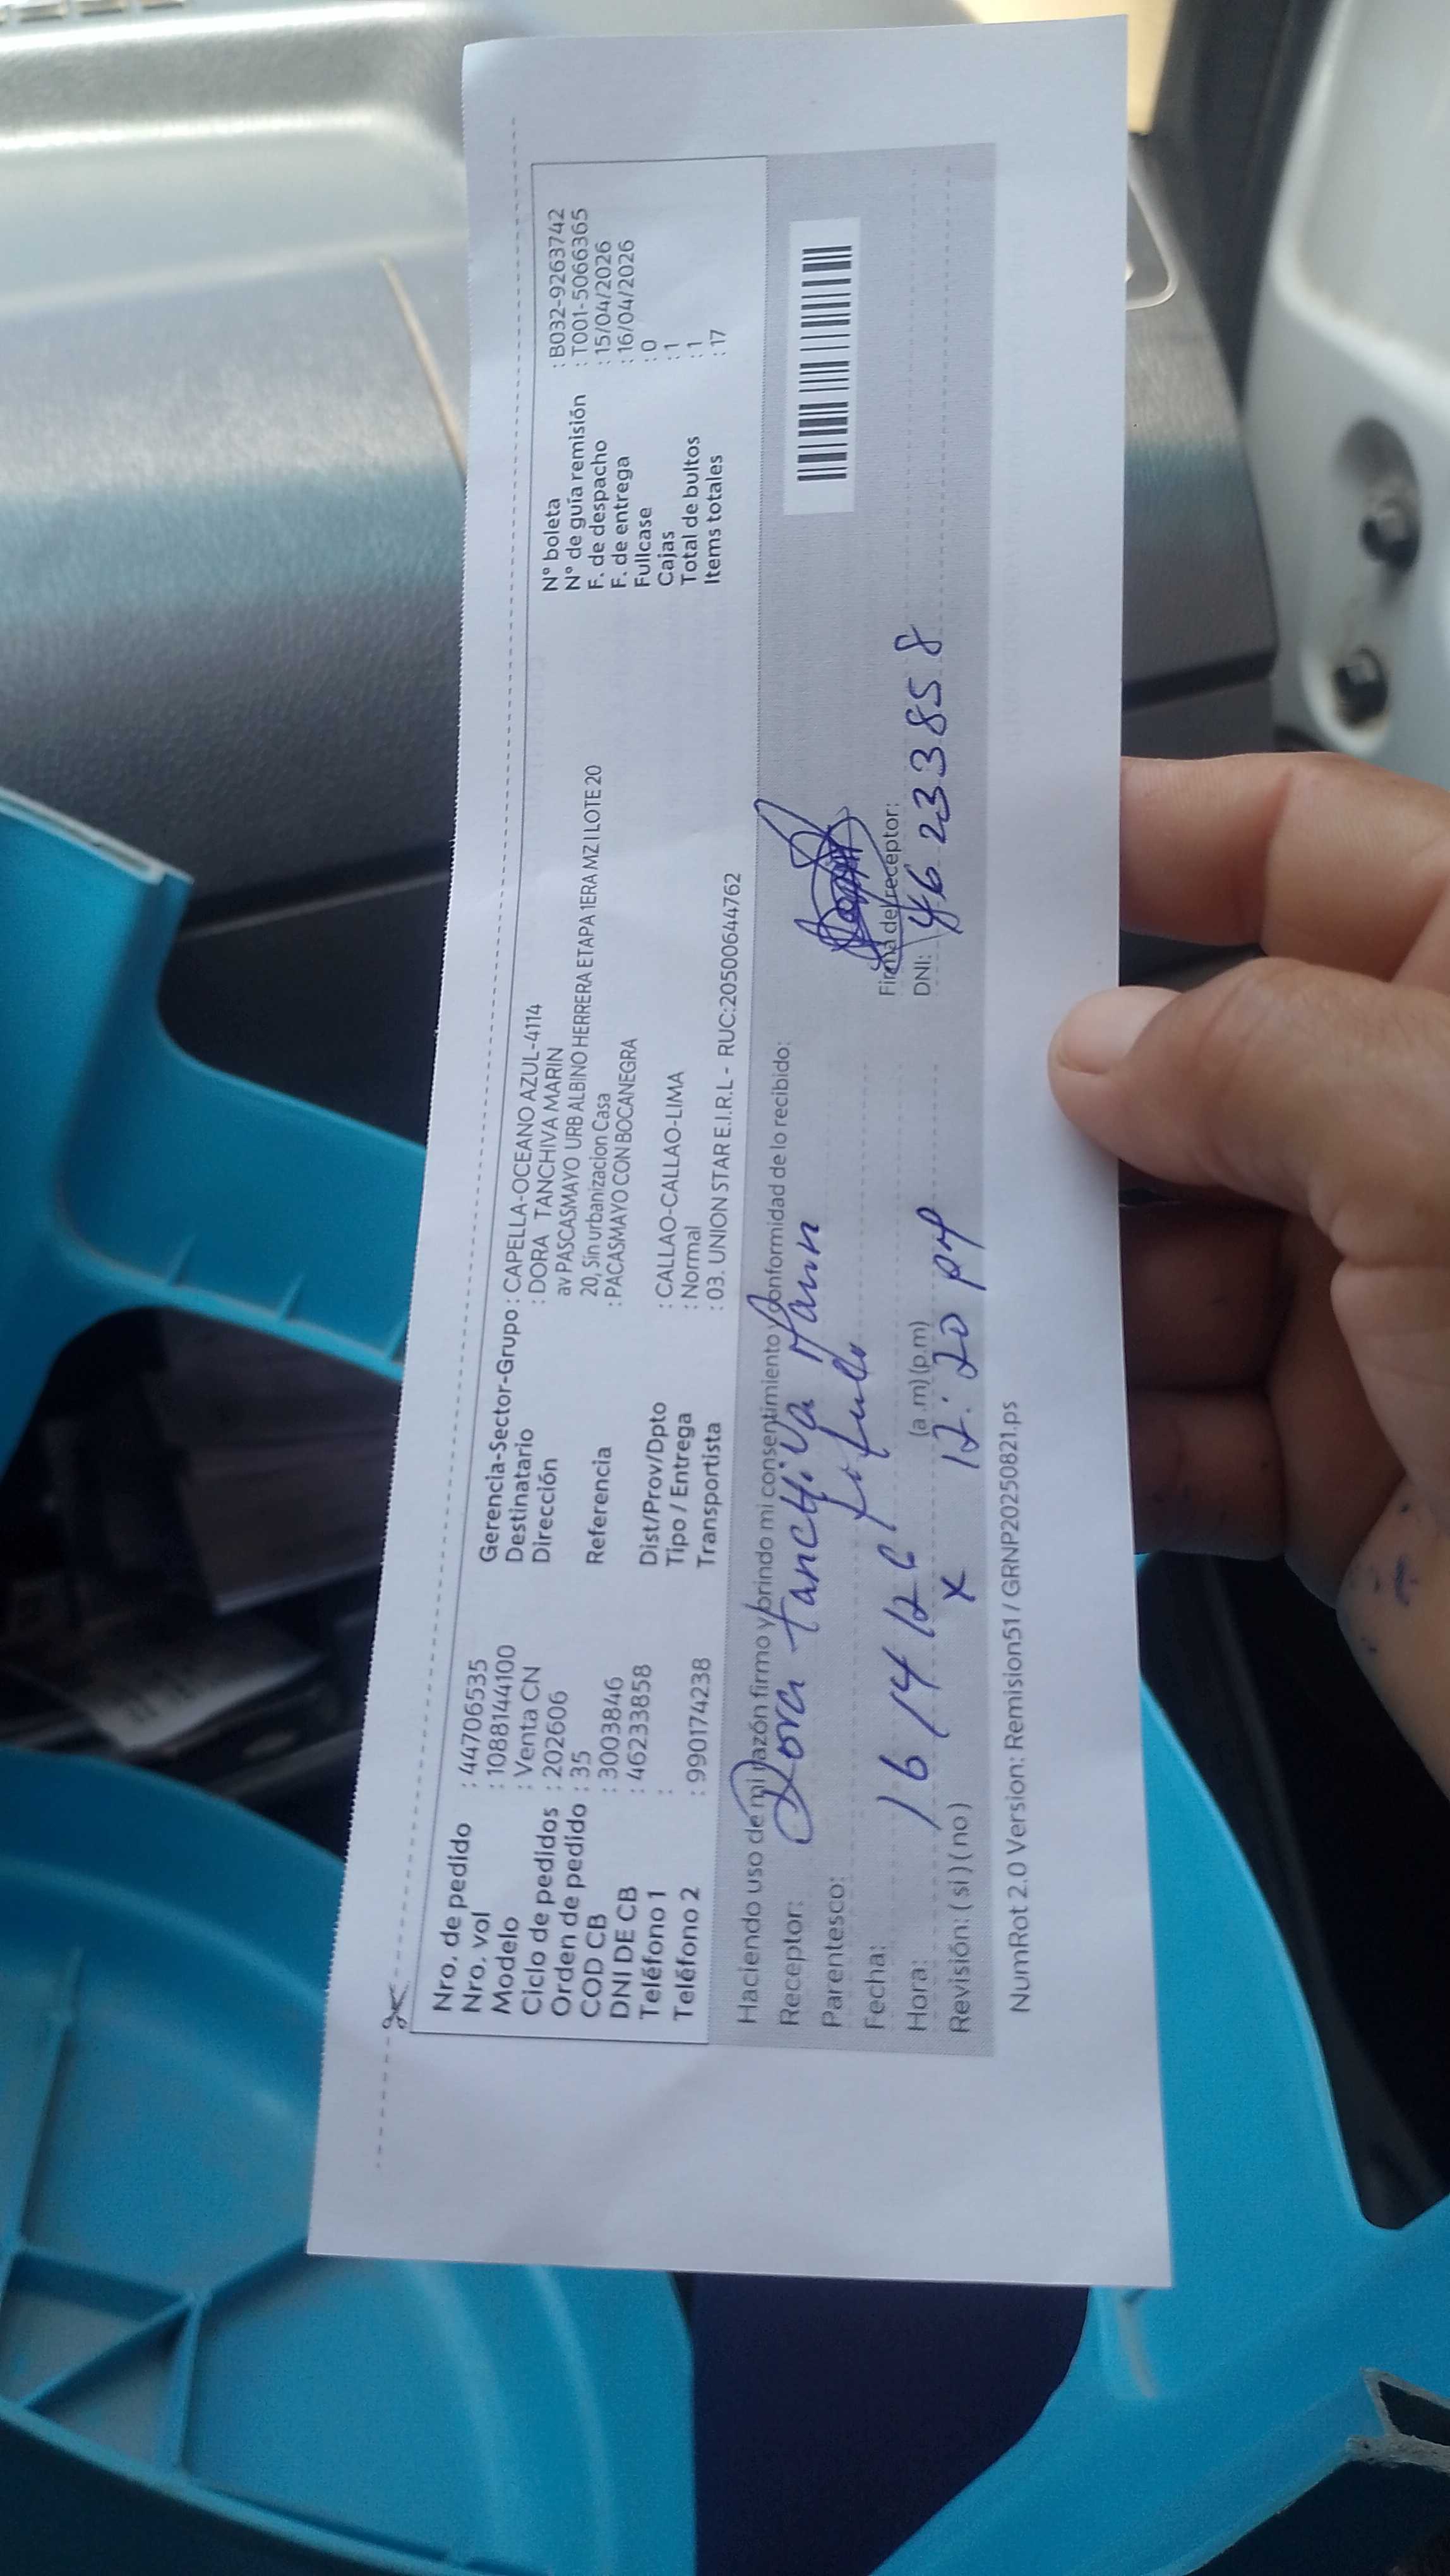 Nro. de pedido : 44706535
Nro. vol : 1088144100
Modelo : Venta CN
Ciclo de pedidos : 202606
Orden de pedido : 35
COD CB : 3003846
DNI DE CB : 46233858
Teléfono 1 :
Teléfono 2 : 990174238
Gerencia-Sector-Grupo : CAPELLA-OCEANO AZUL-4114
Destinatario : DORA TANCHIVA MARIN
Dirección av PASCASMAYO URB ALBINO HERRERA ETAPA 1ERA MZ I LOTE 20
20, Sin urbanizacion Casa
Referencia : PACASMAYO CON BOCANEGRA
Dist/Prov/Dpto : CALLAO-CALLAO-LIMA
Tipo / Entrega : Normal
Transportista : 03. UNION STAR E.I.R.L - RUC:20500644762
N° boleta : B032-9263742
N° de guía remisión : T001-5066365
F. de despacho : 15/04/2026
F. de entrega : 16/04/2026
Fullcase : 0
Cajas : 1
Total de bultos : 1
Items totales : 17
Haciendo uso de mi razón firmo y brindo mi consentimiento y conformidad de lo recibido:
Receptor: Dora Tanchiva Marin
Parentesco:
Fecha: 16/4/26
Hora: (a.m) (p.m) 12:20 pm
Revisión: ( si ) ( no ) x
Firma del receptor:
DNI: 46233858
NumRot 2.0 Version: Remision51 / GRNP20250821.ps